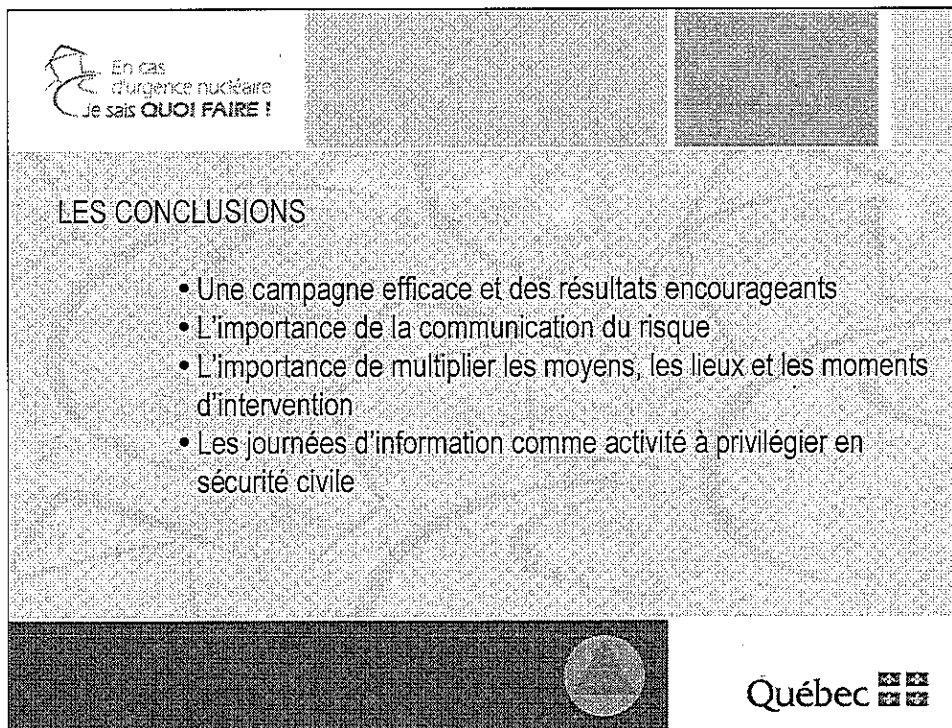 En cas
d'urgence nucléaire
Je sais QUOI FAIRE !
LES CONCLUSIONS
• Une campagne efficace et des résultats encourageants
• L'importance de la communication du risque
• L'importance de multiplier les moyens, les lieux et les moments
d'intervention
• Les journées d'information comme activité à privilégier en
sécurité civile
Québec